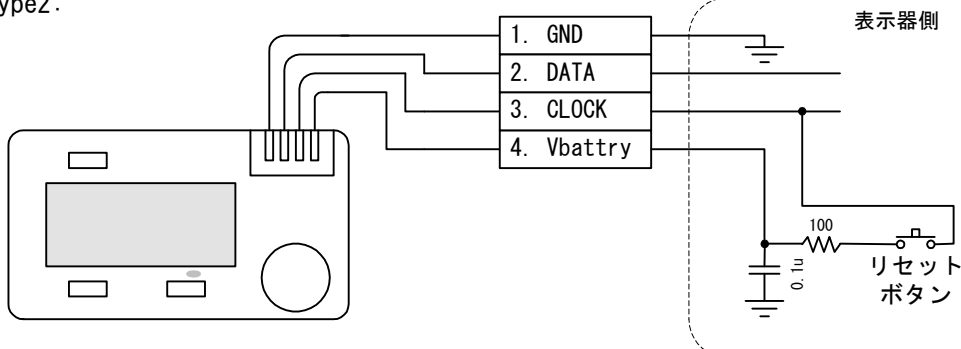 ype2.
表示器側
1. GND
2. DATA
3. CLOCK
4. Vbattry
100
0.1u
リセット
ボタン